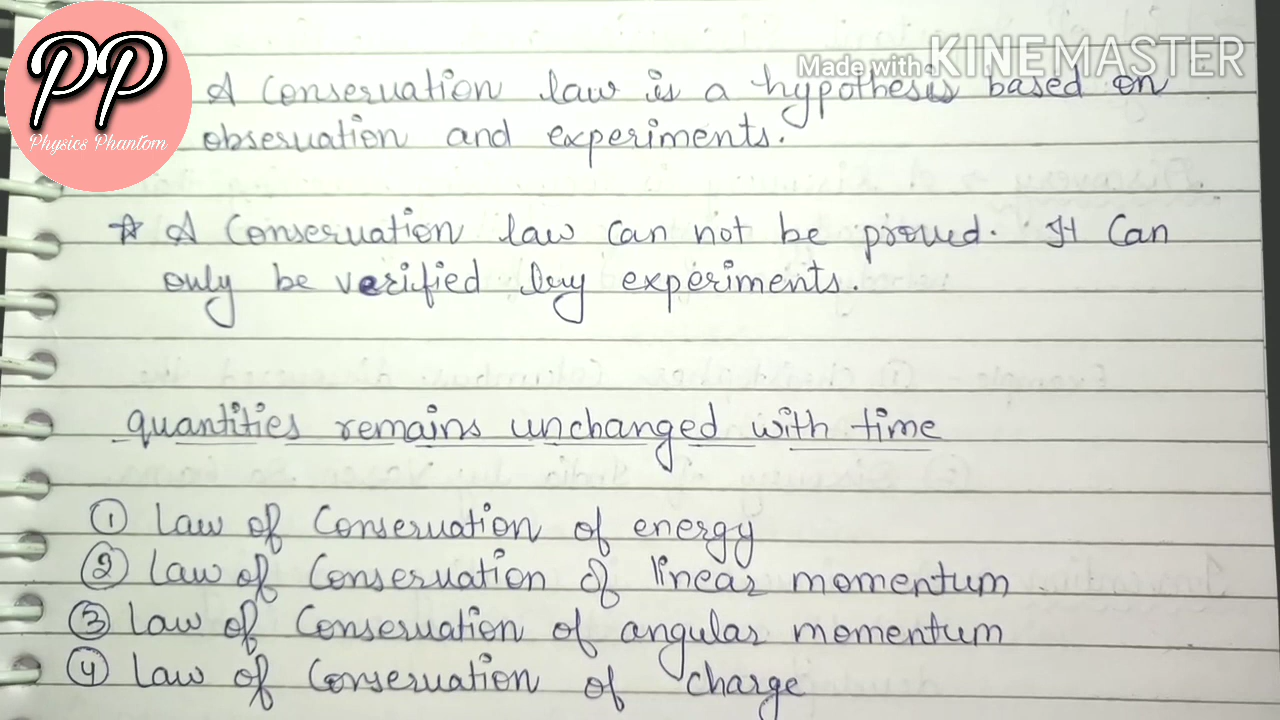 PP
Physics Phantom
Made with KINEMASTER
A Conservation law is a hypothesis based on
observation and experiments.
☆ A Conservation law can not be proved. It Can
only be verified by experiments.
quantities remains unchanged with time
① Law of Conservation of energy
② Law of Conservation of linear momentum
③ Law of Conservation of angular momentum
④ Law of Conservation of charge